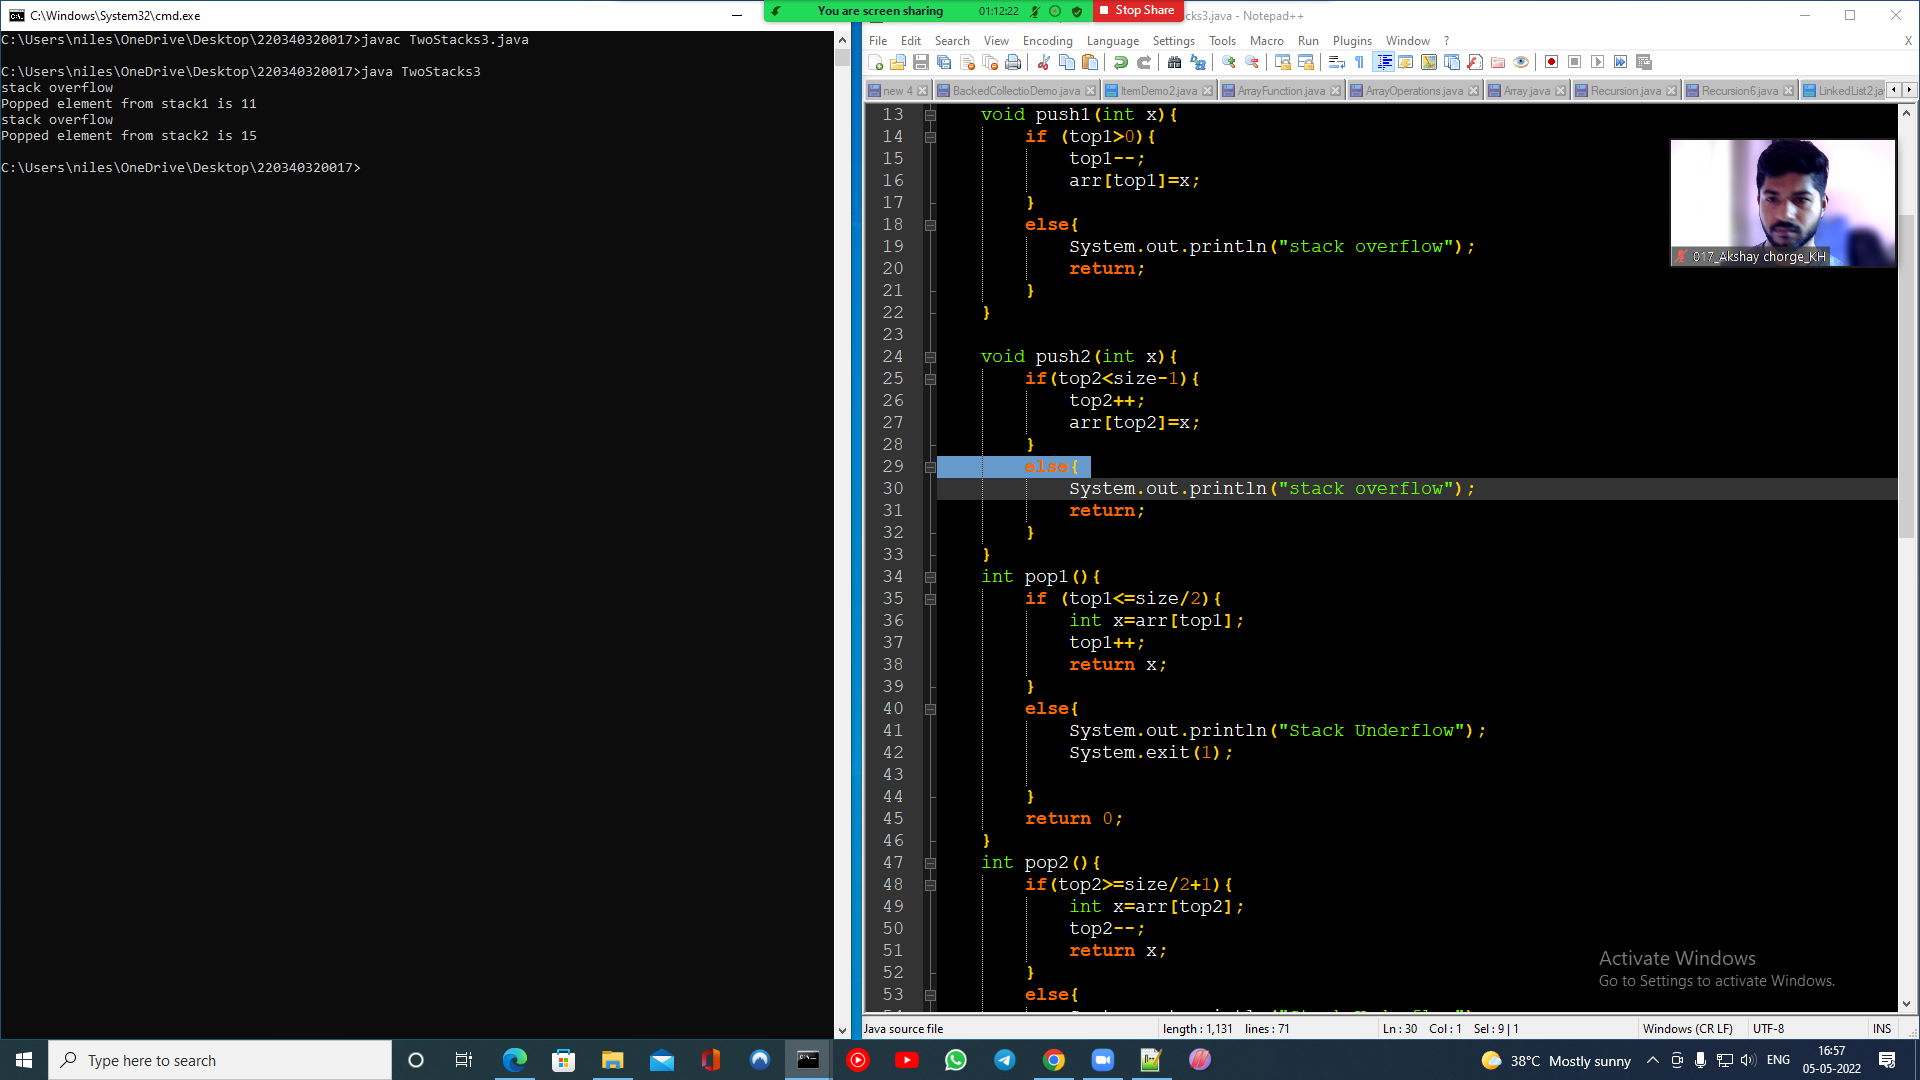 C:\Windows\System32\cmd.exe
You are screen sharing
01:12:22
Stop Share
cks3.java - Notepad++
C:\Users\niles\OneDrive\Desktop\220340320017>javac TwoStacks3.java
C:\Users\niles\OneDrive\Desktop\220340320017>java TwoStacks3
stack overflow
Popped element from stack1 is 11
stack overflow
Popped element from stack2 is 15
C:\Users\niles\OneDrive\Desktop\220340320017>
File Edit Search View Encoding Language Settings Tools Macro Run Plugins Window ? X
new 4 BackedCollectioDemo.java ItemDemo2.java ArrayFunction.java ArrayOperations.java Array.java Recursion.java Recursion6.java LinkedList2.ja
13 void push1(int x){
14 if (top1>0){
15 top1--;
16 arr[top1]=x;
17 }
18 else{
19 System.out.println("stack overflow");
20 return;
21 }
22 }
23
24 void push2(int x){
25 if(top2<size-1){
26 top2++;
27 arr[top2]=x;
28 }
29 else{
30 System.out.println("stack overflow");
31 return;
32 }
33 }
34 int pop1(){
35 if (top1<=size/2){
36 int x=arr[top1];
37 top1++;
38 return x;
39 }
40 else{
41 System.out.println("Stack Underflow");
42 System.exit(1);
43
44 }
45 return 0;
46 }
47 int pop2(){
48 if(top2>=size/2+1){
49 int x=arr[top2];
50 top2--;
51 return x;
52 }
53 else{
017_Akshay chorge_KH
Activate Windows
Go to Settings to activate Windows.
Java source file length : 1,131 lines : 71 Ln : 30 Col : 1 Sel : 9 | 1 Windows (CR LF) UTF-8 INS
Type here to search
38°C Mostly sunny
ENG
16:57
05-05-2022